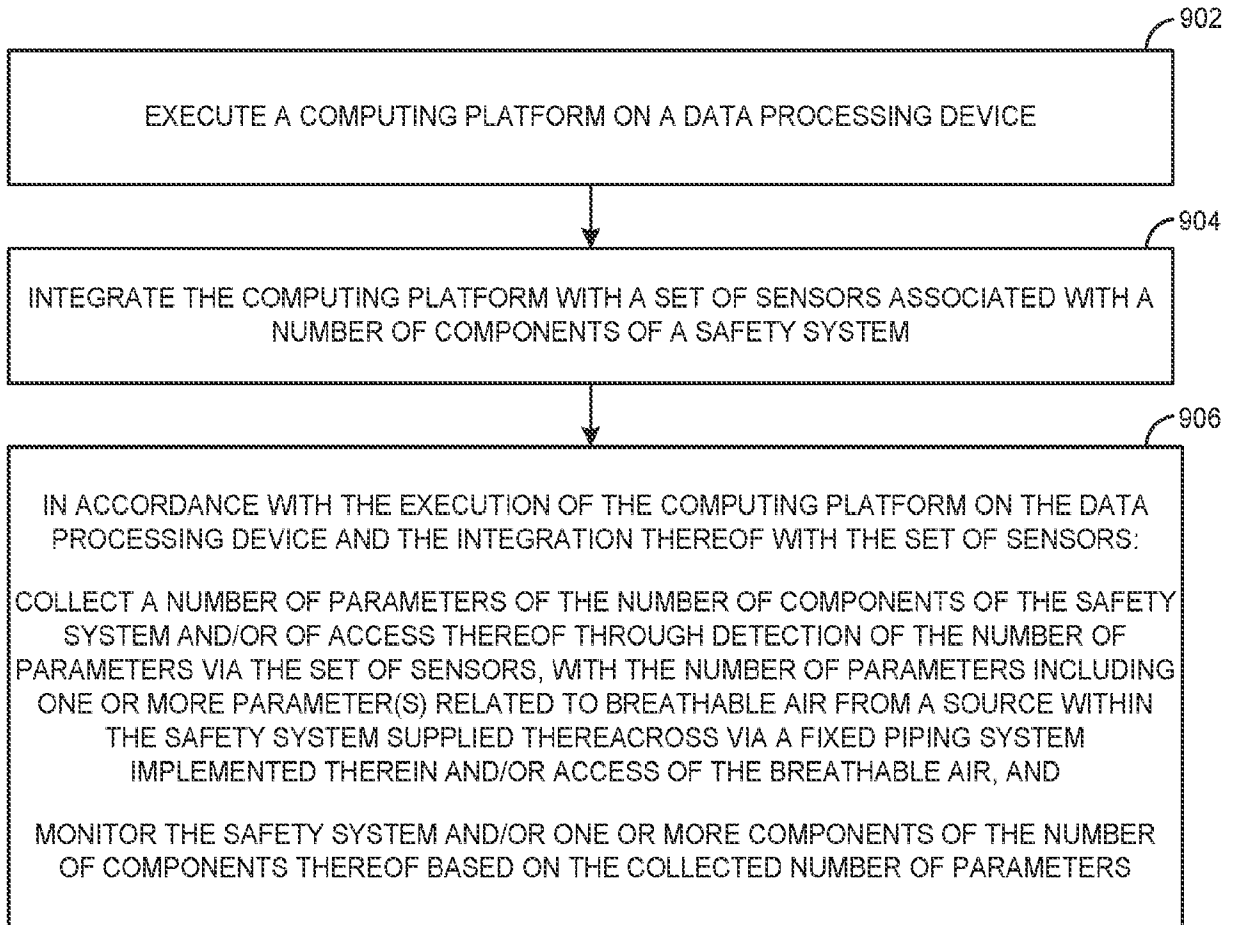 902
EXECUTE A COMPUTING PLATFORM ON A DATA PROCESSING DEVICE
904
INTEGRATE THE COMPUTING PLATFORM WITH A SET OF SENSORS ASSOCIATED WITH A
NUMBER OF COMPONENTS OF A SAFETY SYSTEM
906
IN ACCORDANCE WITH THE EXECUTION OF THE COMPUTING PLATFORM ON THE DATA
PROCESSING DEVICE AND THE INTEGRATION THEREOF WITH THE SET OF SENSORS:
COLLECT A NUMBER OF PARAMETERS OF THE NUMBER OF COMPONENTS OF THE SAFETY
SYSTEM AND/OR OF ACCESS THEREOF THROUGH DETECTION OF THE NUMBER OF
PARAMETERS VIA THE SET OF SENSORS, WITH THE NUMBER OF PARAMETERS INCLUDING
ONE OR MORE PARAMETER(S) RELATED TO BREATHABLE AIR FROM A SOURCE WITHIN
THE SAFETY SYSTEM SUPPLIED THEREACROSS VIA A FIXED PIPING SYSTEM
IMPLEMENTED THEREIN AND/OR ACCESS OF THE BREATHABLE AIR, AND
MONITOR THE SAFETY SYSTEM AND/OR ONE OR MORE COMPONENTS OF THE NUMBER
OF COMPONENTS THEREOF BASED ON THE COLLECTED NUMBER OF PARAMETERS